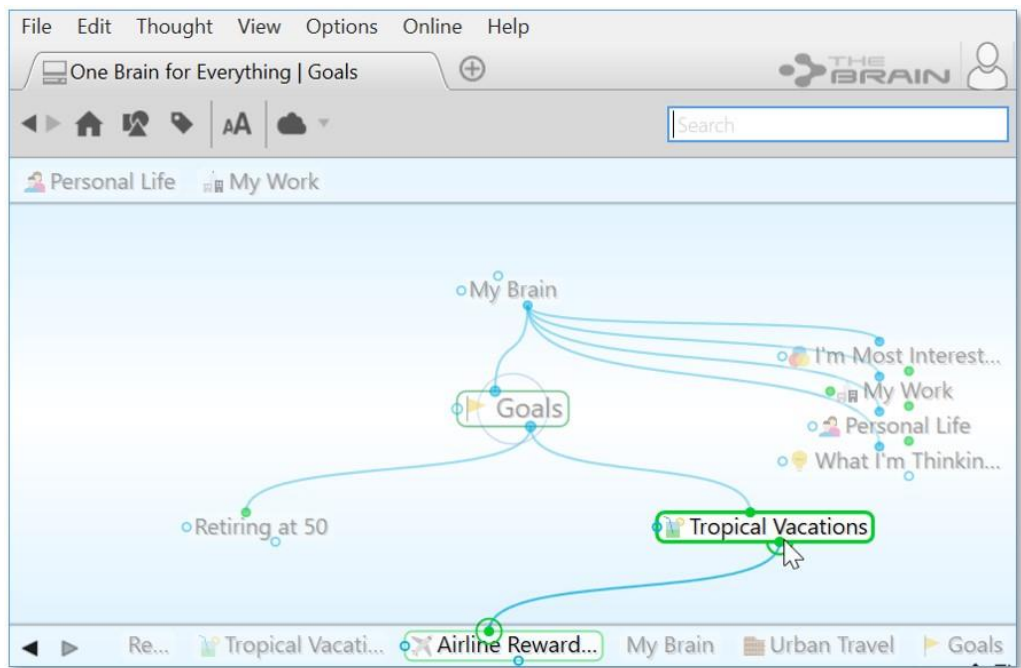 File Edit Thought View Options Online Help
One Brain for Everything | Goals
THE
BRAIN
AA
Search
Personal Life My Work
My Brain
I'm Most Interest...
My Work
Goals
Personal Life
What I'm Thinkin...
Retiring at 50
Tropical Vacations
Re... Tropical Vacati... Airline Reward... My Brain Urban Travel Goals